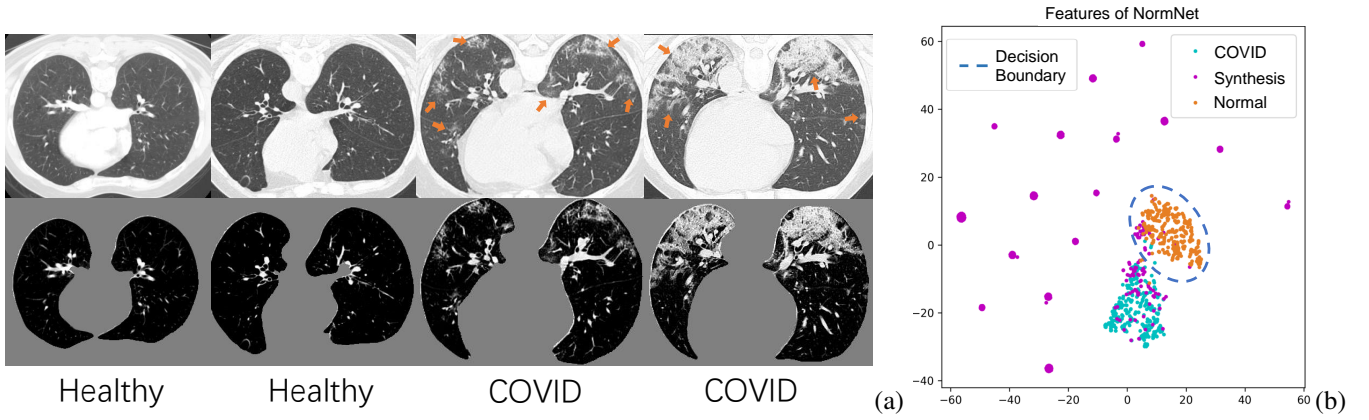 Healthy
Healthy
COVID
COVID
(a)
Features of NormNet
60
40
20
0
−20
−40
−60
−40
−20
0
20
40
60
Decision
Boundary
COVID
Synthesis
Normal
(b)